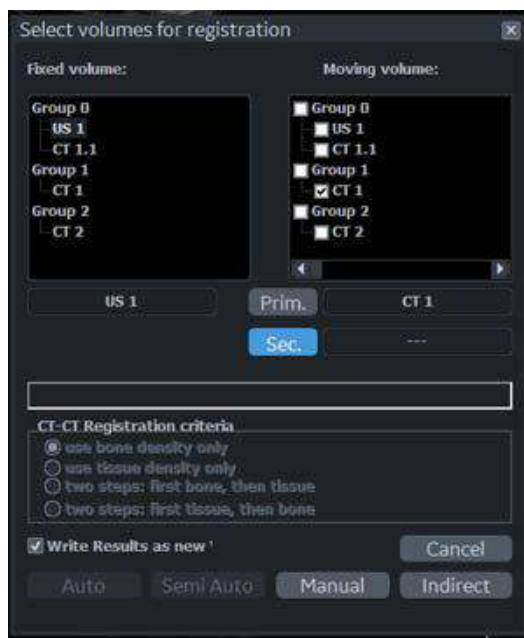 Select volumes for registration
Fixed volume:
Moving volume:
Group 0
US 1
CT 1.1
Group 1
CT 1
Group 2
CT 2
Group 0
US 1
CT 1.1
Group 1
CT 1
Group 2
CT 2
US 1
Prim.
CT 1
Sec.
---
CT-CT Registration criteria
use bone density only
use tissue density only
two steps: first bone, then tissue
two steps: first tissue, then bone
Write Results as new '
Cancel
Auto
Semi Auto
Manual
Indirect